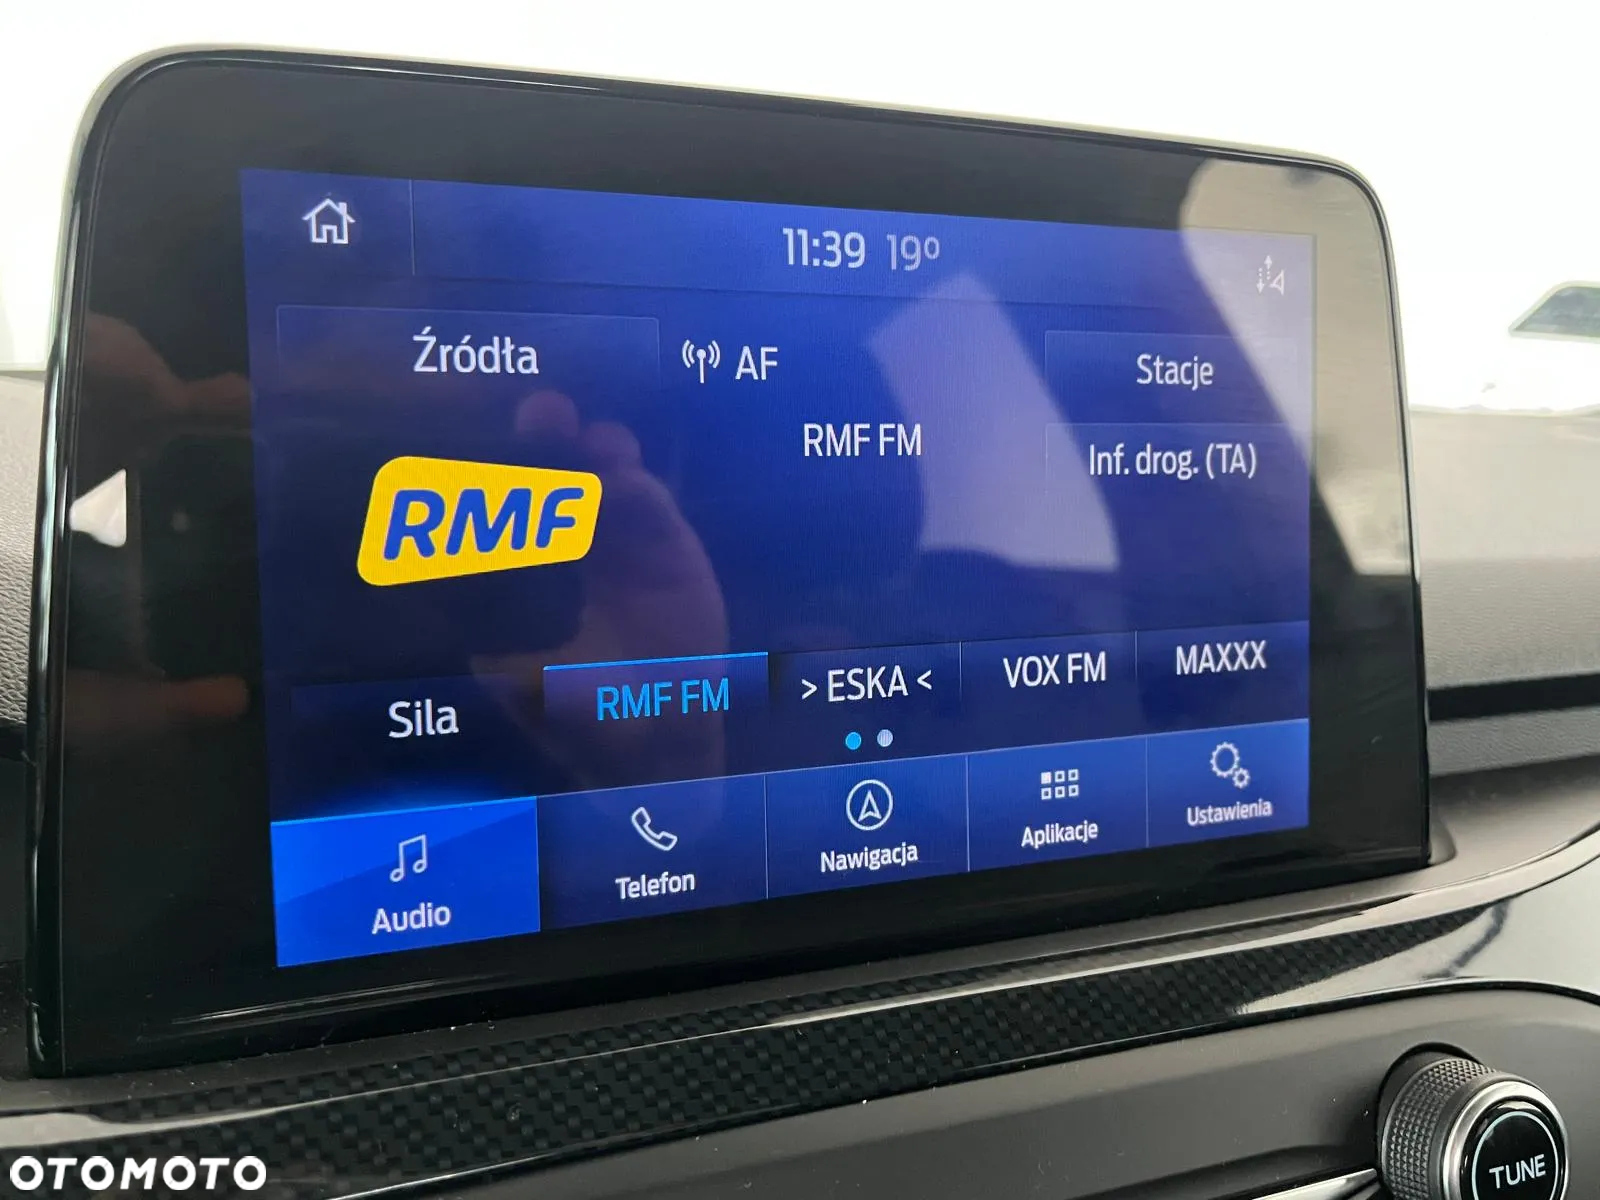 11:39 19°
Źródła
AF
Stacje
RMF FM
Inf. drog. (TA)
RMF
Sila
RMF FM
> ESKA <
VOX FM
MAXXX
Audio
Telefon
Nawigacja
Aplikacje
Ustawienia
TUNE
OTOMOTO